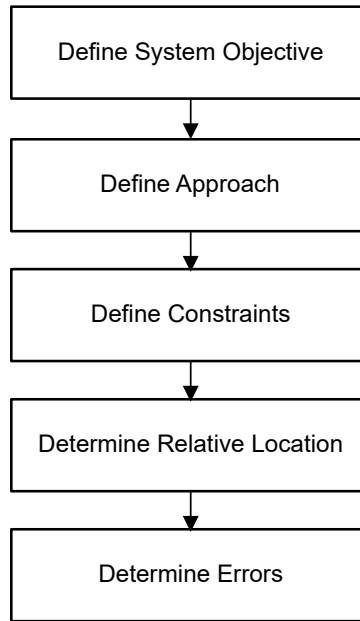 Define System Objective
Define Approach
Define Constraints
Determine Relative Location
Determine Errors